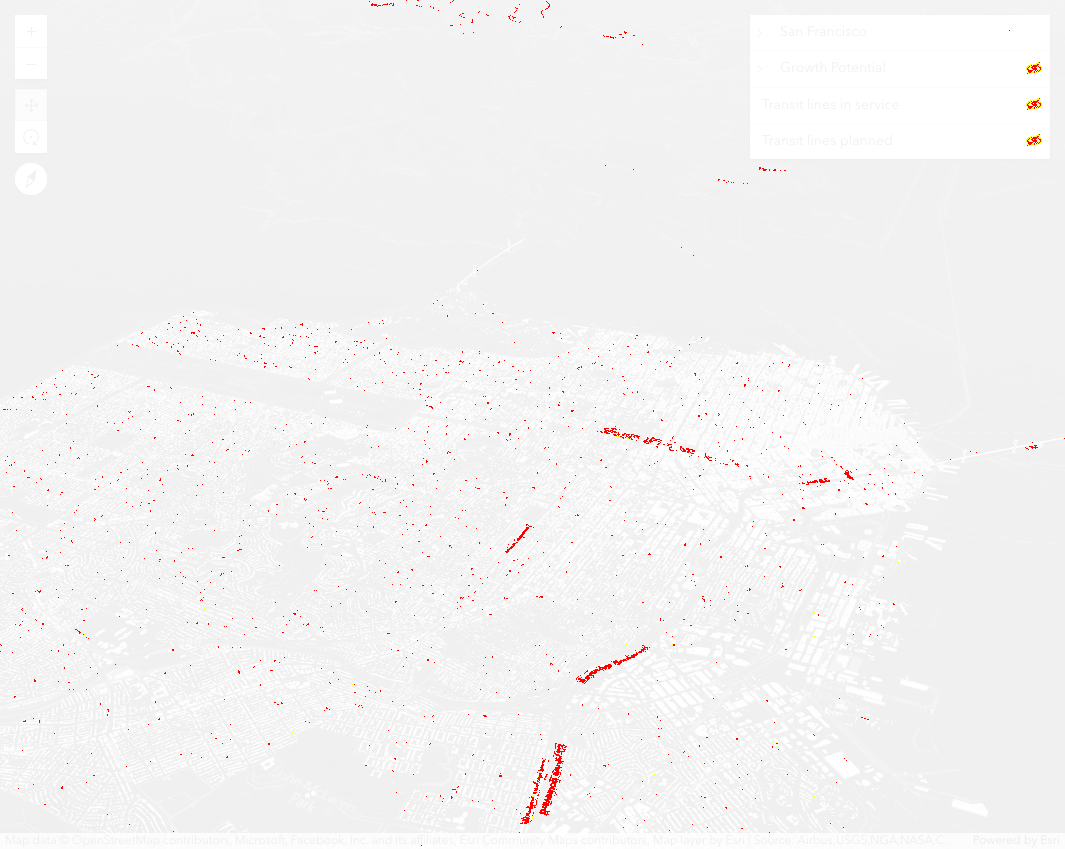 San Francisco
Growth Potential
Transit lines in service
Transit lines planned
Map data © OpenStreetMap contributors, Microsoft, Facebook, Inc. and its affiliates, Esri Community Maps contributors, Map layer by Esri | Source: Airbus,USGS,NGA,NASA,C... Powered by Esri